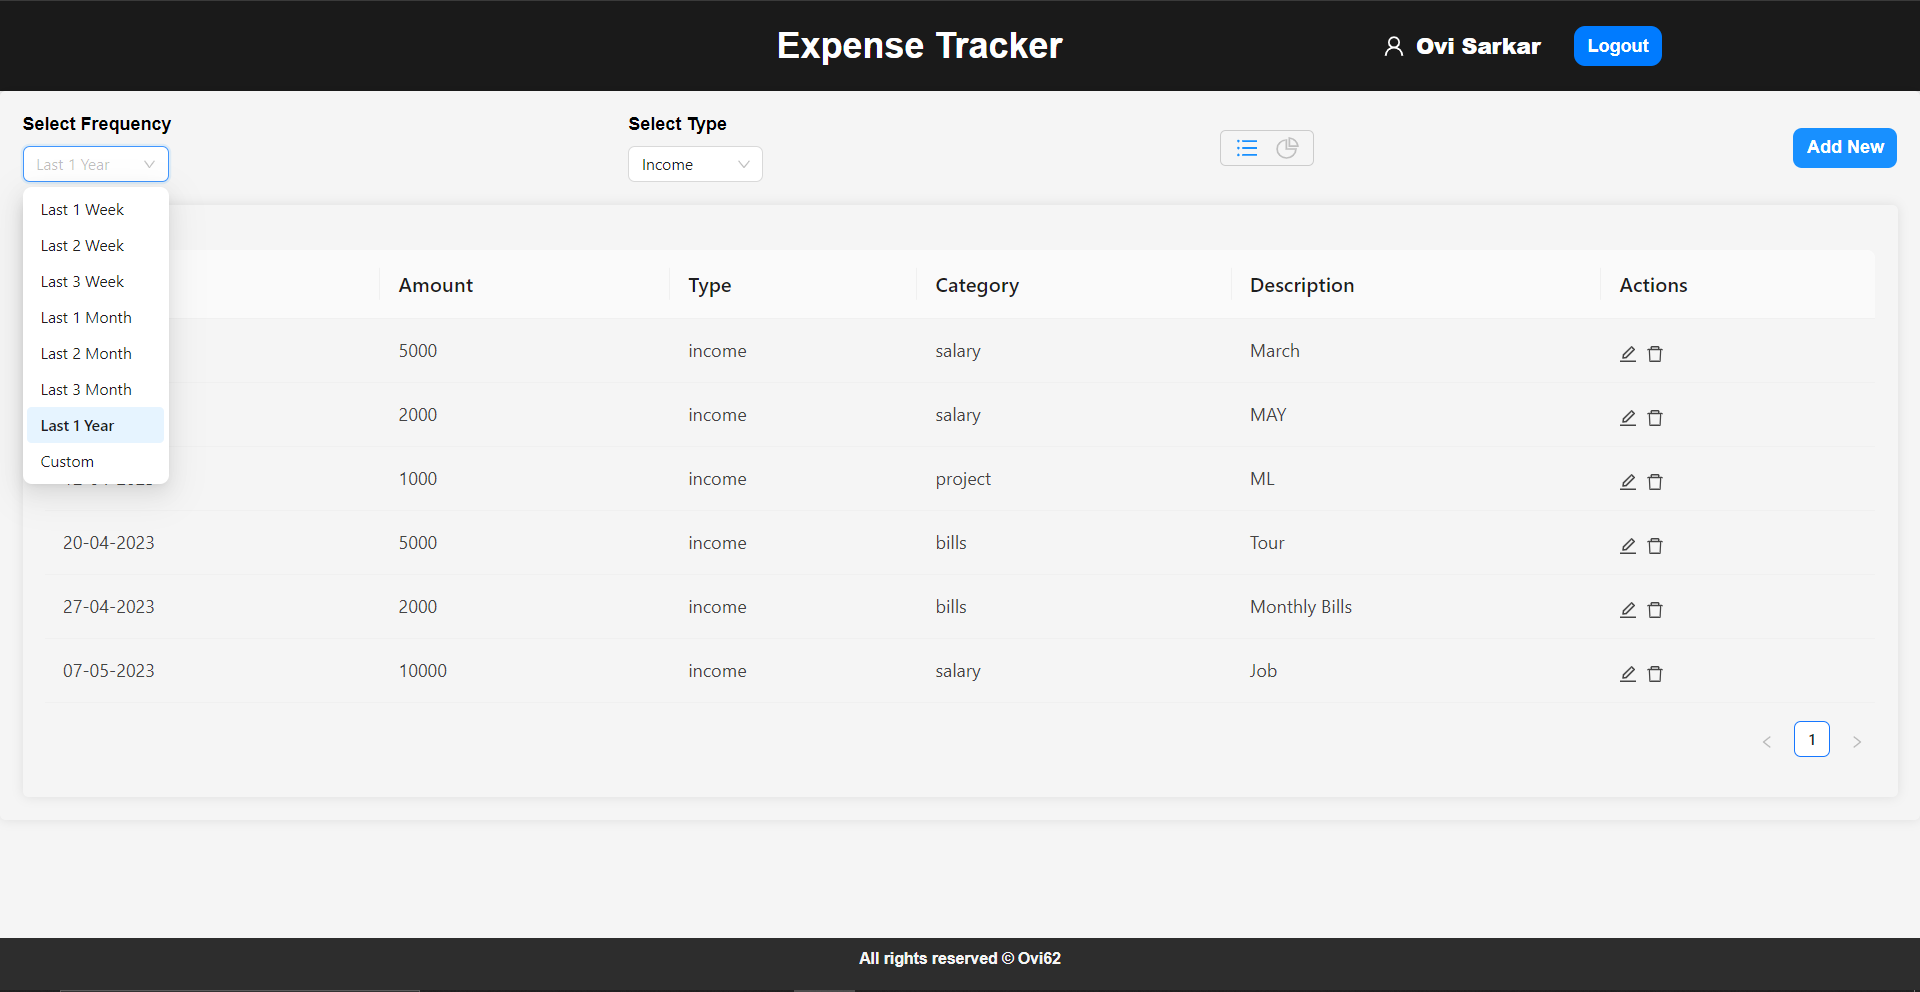 Expense Tracker
Ovi Sarkar
Logout
Select Frequency
Select Type
Last 1 Year
Income
Add New
Last 1 Week
Last 2 Week
Last 3 Week
Last 1 Month
Last 2 Month
Last 3 Month
Last 1 Year
Custom
Amount Type Category Description Actions
5000 income salary March
2000 income salary MAY
1000 income project ML
20-04-2023 5000 income bills Tour
27-04-2023 2000 income bills Monthly Bills
07-05-2023 10000 income salary Job
1
All rights reserved © Ovi62